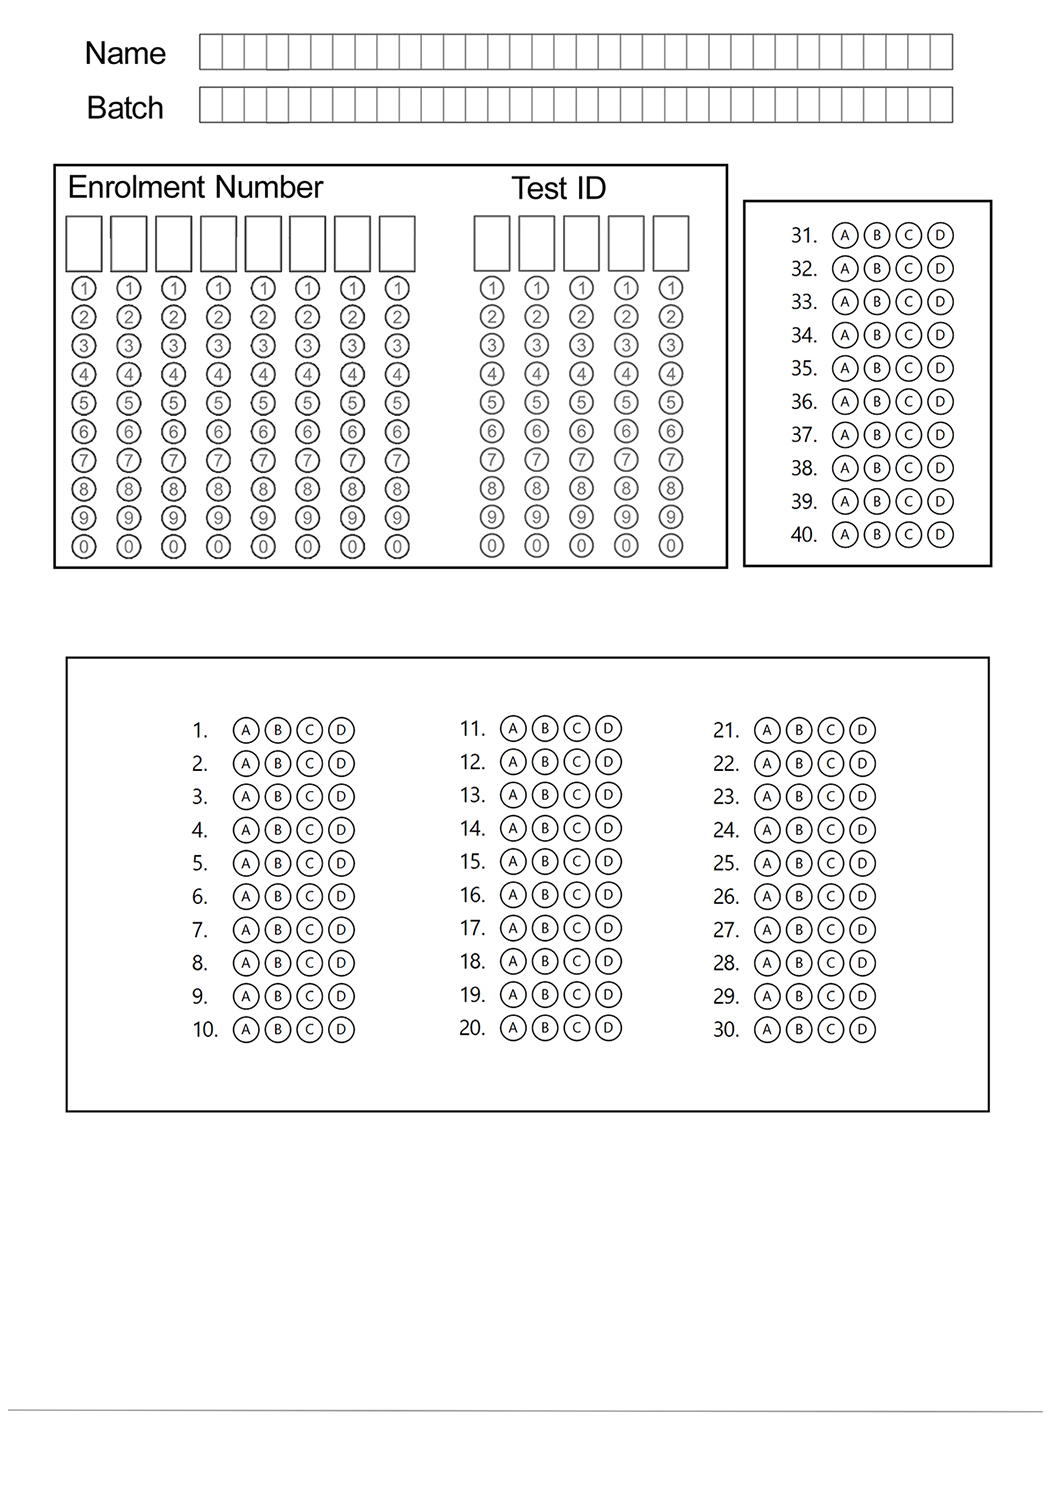 Name
Batch
Enrolment Number Test ID
1 1 1 1 1 1 1 1 1 1 1 1 1
2 2 2 2 2 2 2 2 2 2 2 2 2
3 3 3 3 3 3 3 3 3 3 3 3 3
4 4 4 4 4 4 4 4 4 4 4 4 4
5 5 5 5 5 5 5 5 5 5 5 5 5
6 6 6 6 6 6 6 6 6 6 6 6 6
7 7 7 7 7 7 7 7 7 7 7 7 7
8 8 8 8 8 8 8 8 8 8 8 8 8
9 9 9 9 9 9 9 9 9 9 9 9 9
0 0 0 0 0 0 0 0 0 0 0 0 0
31. A B C D
32. A B C D
33. A B C D
34. A B C D
35. A B C D
36. A B C D
37. A B C D
38. A B C D
39. A B C D
40. A B C D
1. A B C D
2. A B C D
3. A B C D
4. A B C D
5. A B C D
6. A B C D
7. A B C D
8. A B C D
9. A B C D
10. A B C D
11. A B C D
12. A B C D
13. A B C D
14. A B C D
15. A B C D
16. A B C D
17. A B C D
18. A B C D
19. A B C D
20. A B C D
21. A B C D
22. A B C D
23. A B C D
24. A B C D
25. A B C D
26. A B C D
27. A B C D
28. A B C D
29. A B C D
30. A B C D